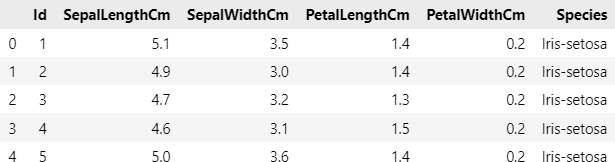 Id SepalLengthCm SepalWidthCm PetalLengthCm PetalWidthCm Species
0 1 5.1 3.5 1.4 0.2 Iris-setosa
1 2 4.9 3.0 1.4 0.2 Iris-setosa
2 3 4.7 3.2 1.3 0.2 Iris-setosa
3 4 4.6 3.1 1.5 0.2 Iris-setosa
4 5 5.0 3.6 1.4 0.2 Iris-setosa